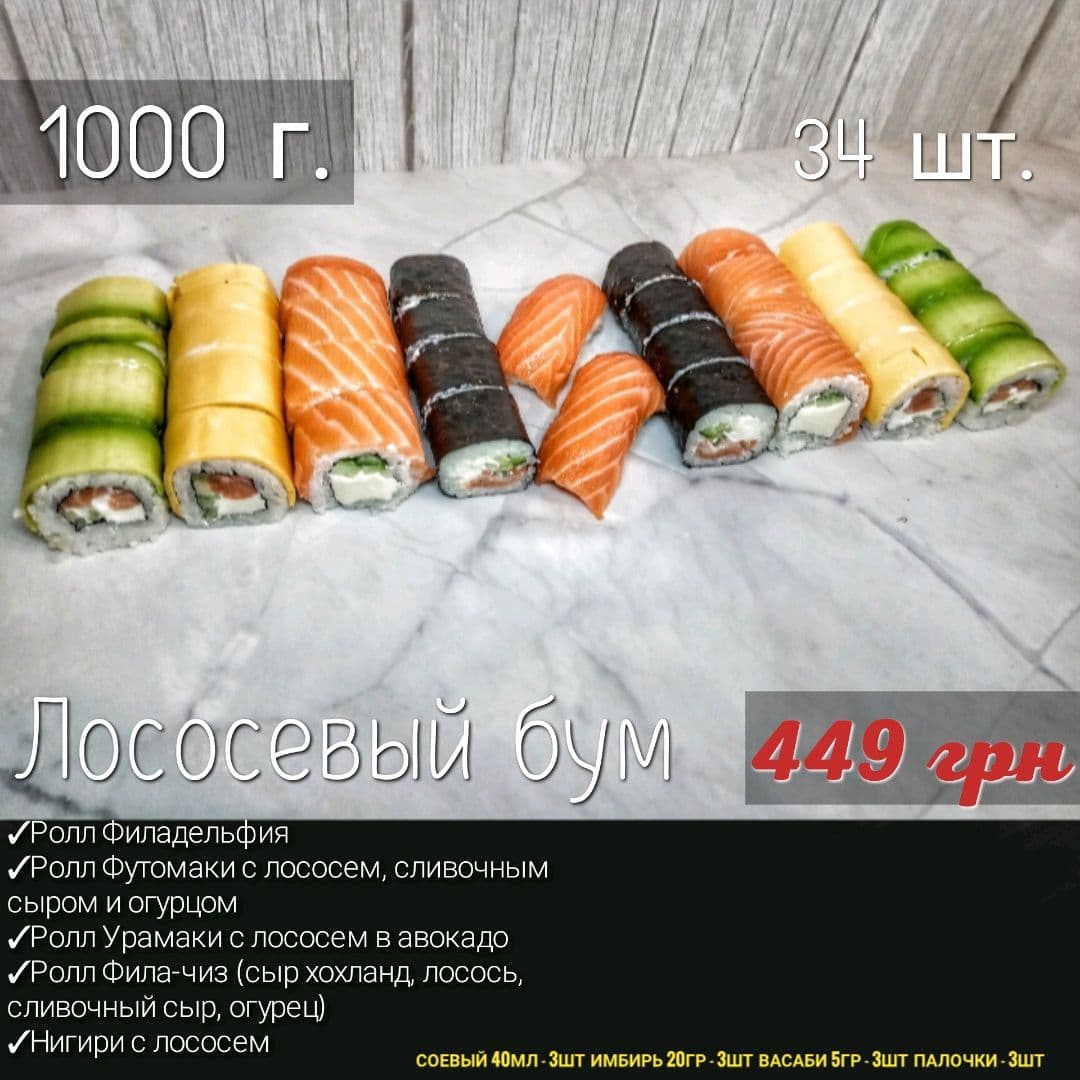 1000 г.
34 шт.
Лососевый бум
449 грн
✓Ролл Филадельфия
✓Ролл Футомаки с лососем, сливочным
сыром и огурцом
✓Ролл Урамаки с лососем в авокадо
✓Ролл Фила-чиз (сыр хохланд, лосось,
сливочный сыр, огурец)
✓Нигири с лососем
СОЕВЫЙ 40МЛ - 3ШТ ИМБИРЬ 20ГР - 3ШТ ВАСАБИ 5ГР - 3ШТ ПАЛОЧКИ - 3ШТ